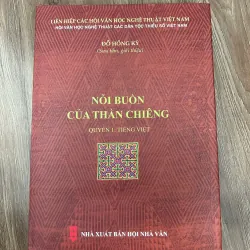 LIÊN HIỆP CÁC HỘI VĂN HỌC NGHỆ THUẬT VIỆT NAM
HỘI VĂN HỌC NGHỆ THUẬT CÁC DÂN TỘC THIỂU SỐ VIỆT NAM
ĐỖ HỒNG KỲ
(Sưu tầm, giới thiệu)
NỖI BUỒN
CỦA THẦN CHIÊNG
QUYỂN 1: TIẾNG VIỆT
NHÀ XUẤT BẢN HỘI NHÀ VĂN